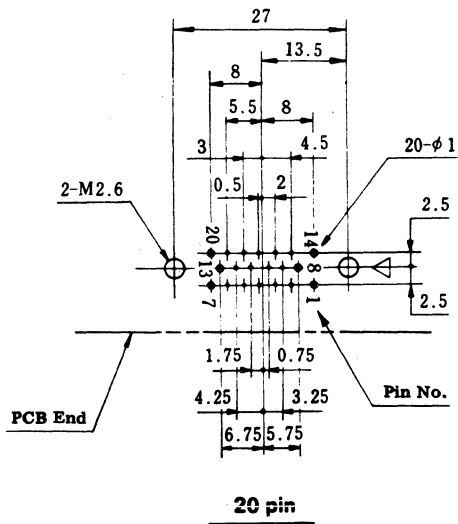 27
13.5
8
5.5 8
3 4.5 20-φ1
0.5 2
2-M2.6
20 14 2.5
13 8
7 1 2.5
1.75 0.75
4.25 3.25 Pin No.
PCB End
6.75 5.75
20 pin